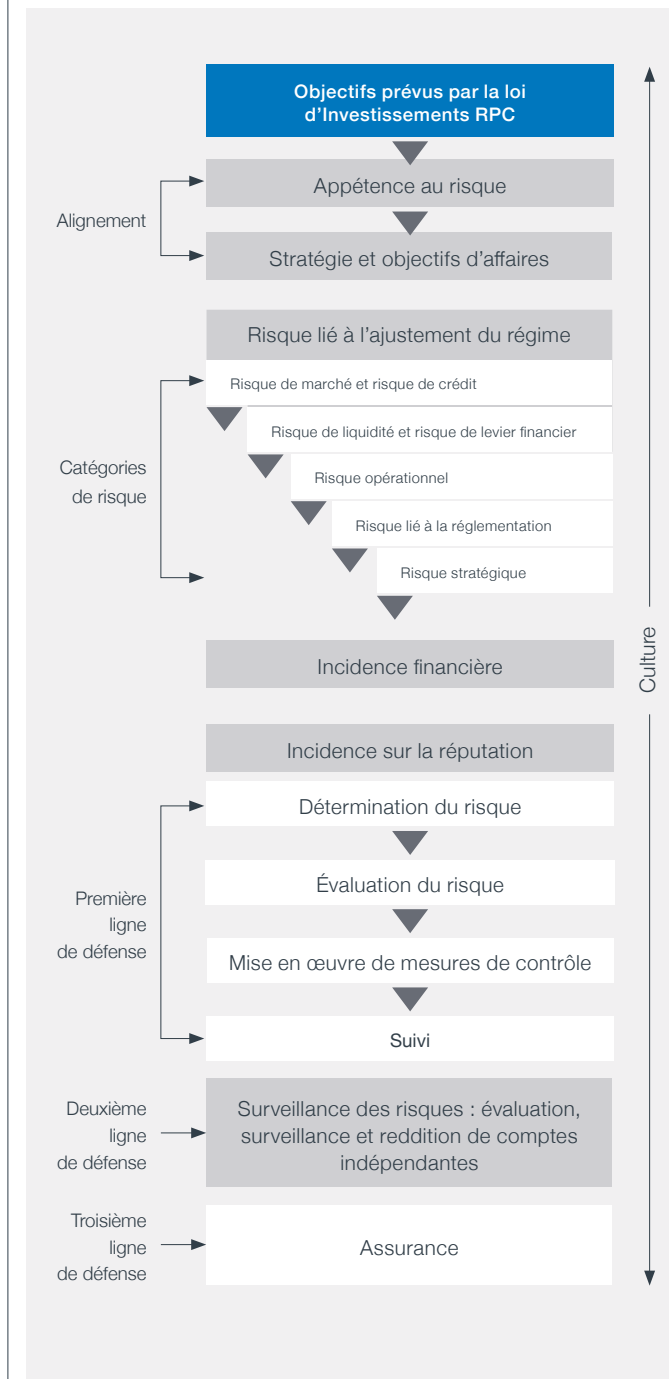 Objectifs prévus par la loi
d'Investissements RPC
Appétence au risque
Alignement
Stratégie et objectifs d'affaires
Risque lié à l'ajustement du régime
Risque de marché et risque de crédit
Risque de liquidité et risque de levier financier
Catégories
de risque
Risque opérationnel
Risque lié à la réglementation
Risque stratégique
Incidence financière
Culture
Incidence sur la réputation
Détermination du risque
Évaluation du risque
Première
ligne
de défense
Mise en œuvre de mesures de contrôle
Suivi
Deuxième
ligne
de défense
Surveillance des risques : évaluation,
surveillance et reddition de comptes
indépendantes
Troisième
ligne
de défense
Assurance